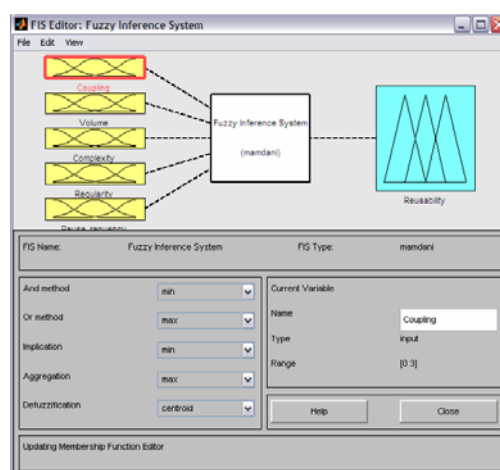 FIS Editor: Fuzzy Inference System
File Edit View
Coupling
Volume
Complexity
Regularity
Fuzzy Inference System
(mamdani)
Reusability
FIS Name: Fuzzy Inference System FIS Type: mamdani
And method min
Or method max
Implication min
Aggregation max
Defuzzification centroid
Current Variable
Name Coupling
Type input
Range [0 3]
Help Close
Updating Membership Function Editor